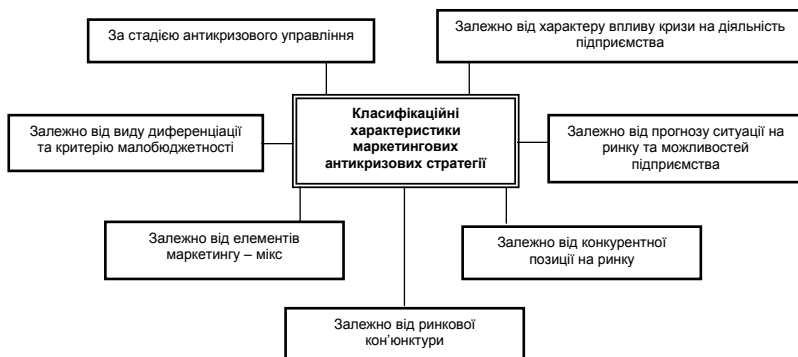 За стадією антикризового управління
Залежно від характеру впливу кризи на діяльність
підприємства
Класифікаційні
характеристики
маркетингових
антикризових стратегії
Залежно від виду диференціації
та критерію малобюджетності
Залежно від прогнозу ситуації на
ринку та можливостей
підприємства
Залежно від елементів
маркетингу – мікс
Залежно від конкурентної
позиції на ринку
Залежно від ринкової
кон’юнктури